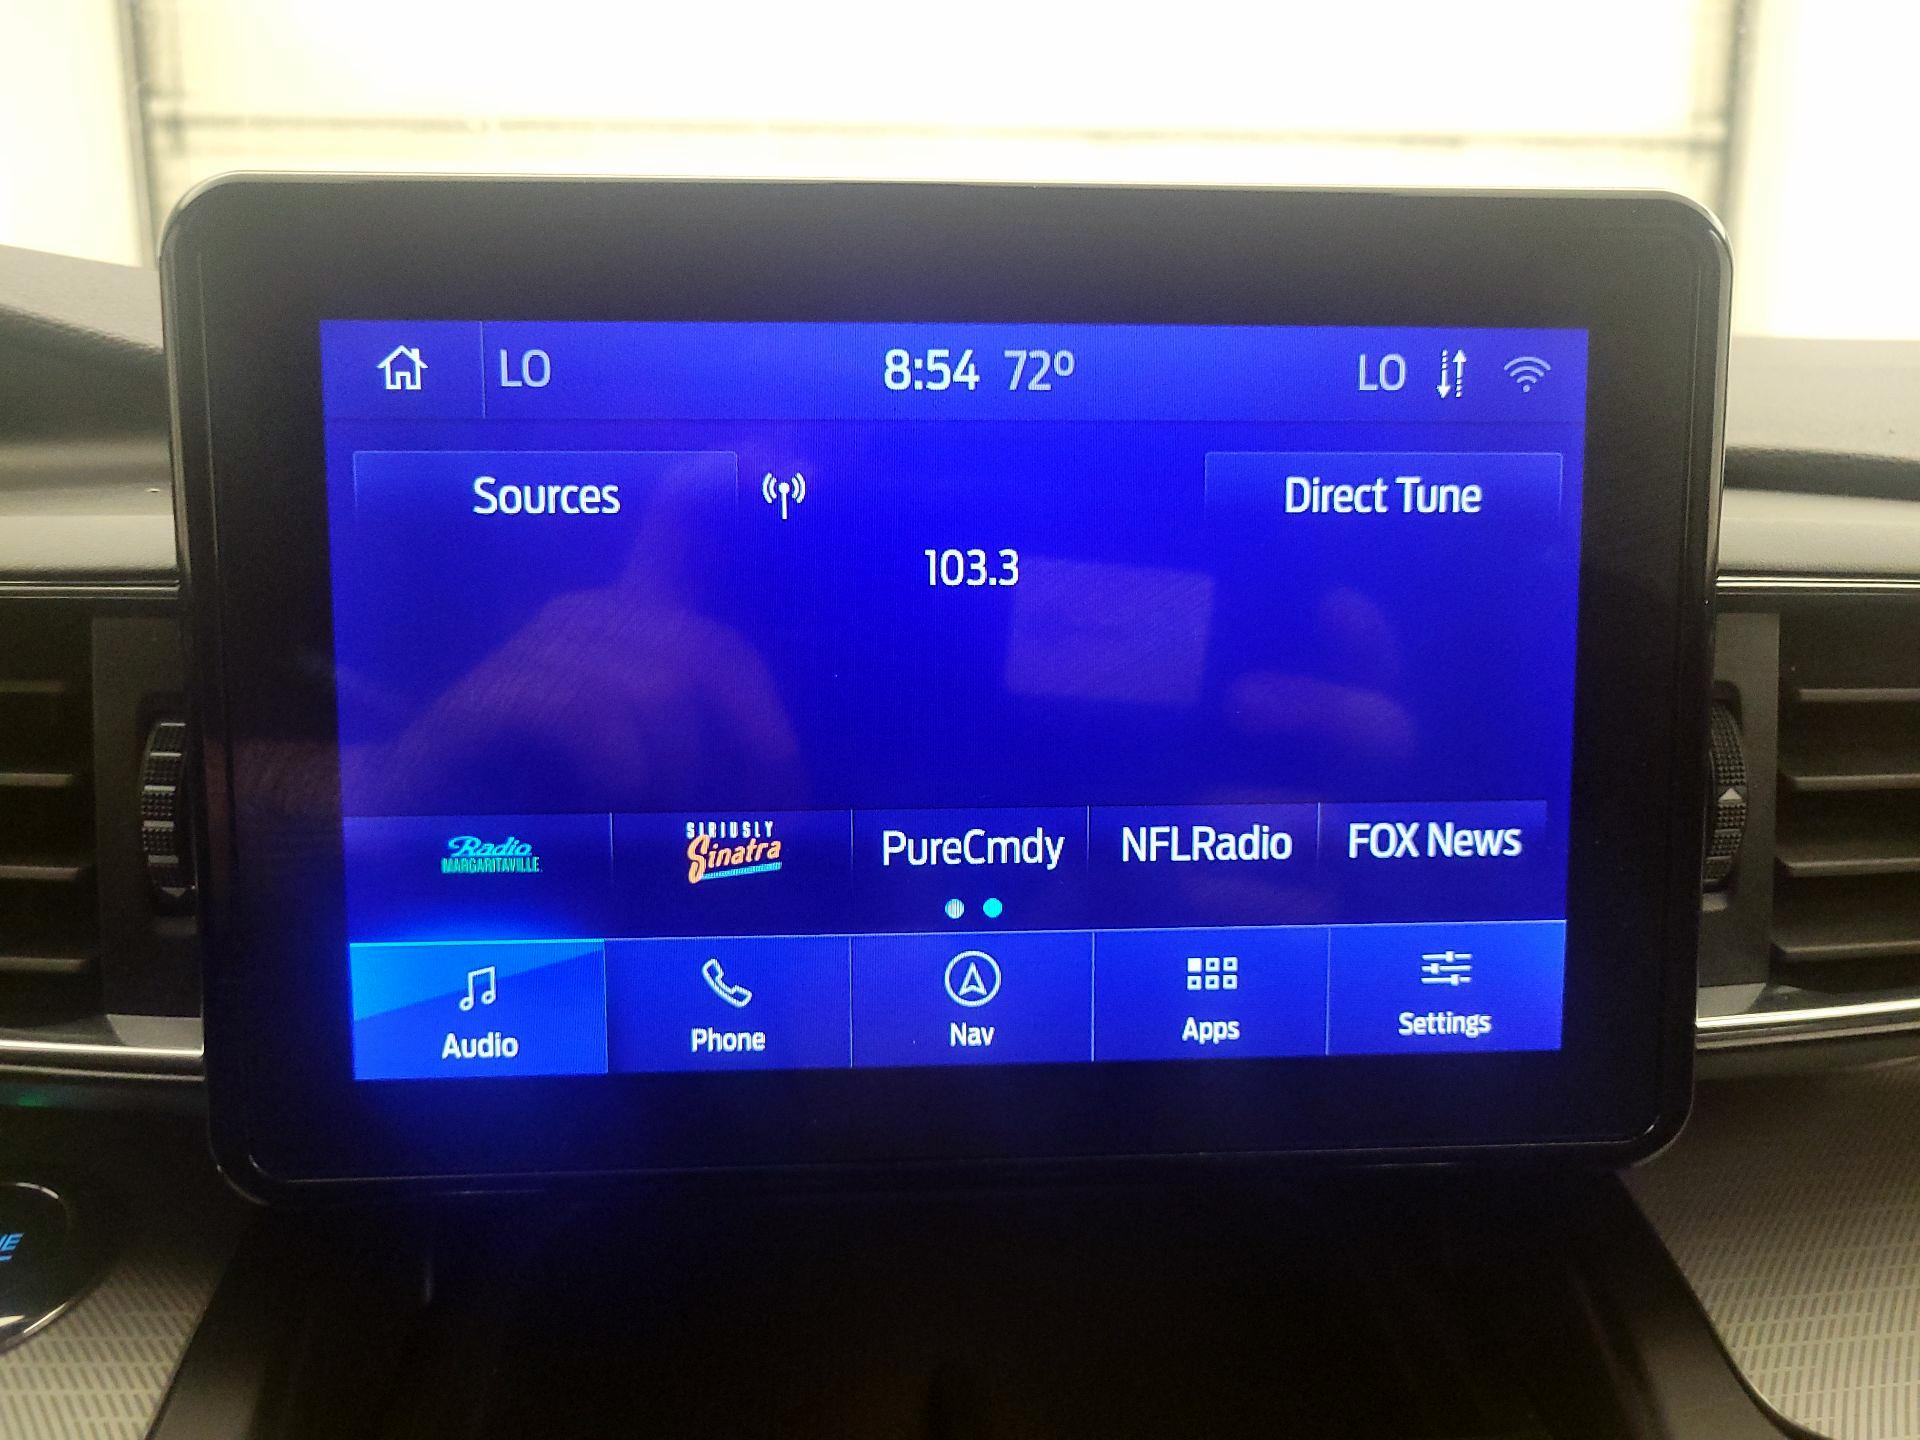 LO 8:54 72° LO
Sources Direct Tune
103.3
Radio
MARGARITAVILLE
SIRIUSLY
Sinatra
PureCmdy NFLRadio FOX News
Audio Phone Nav Apps Settings